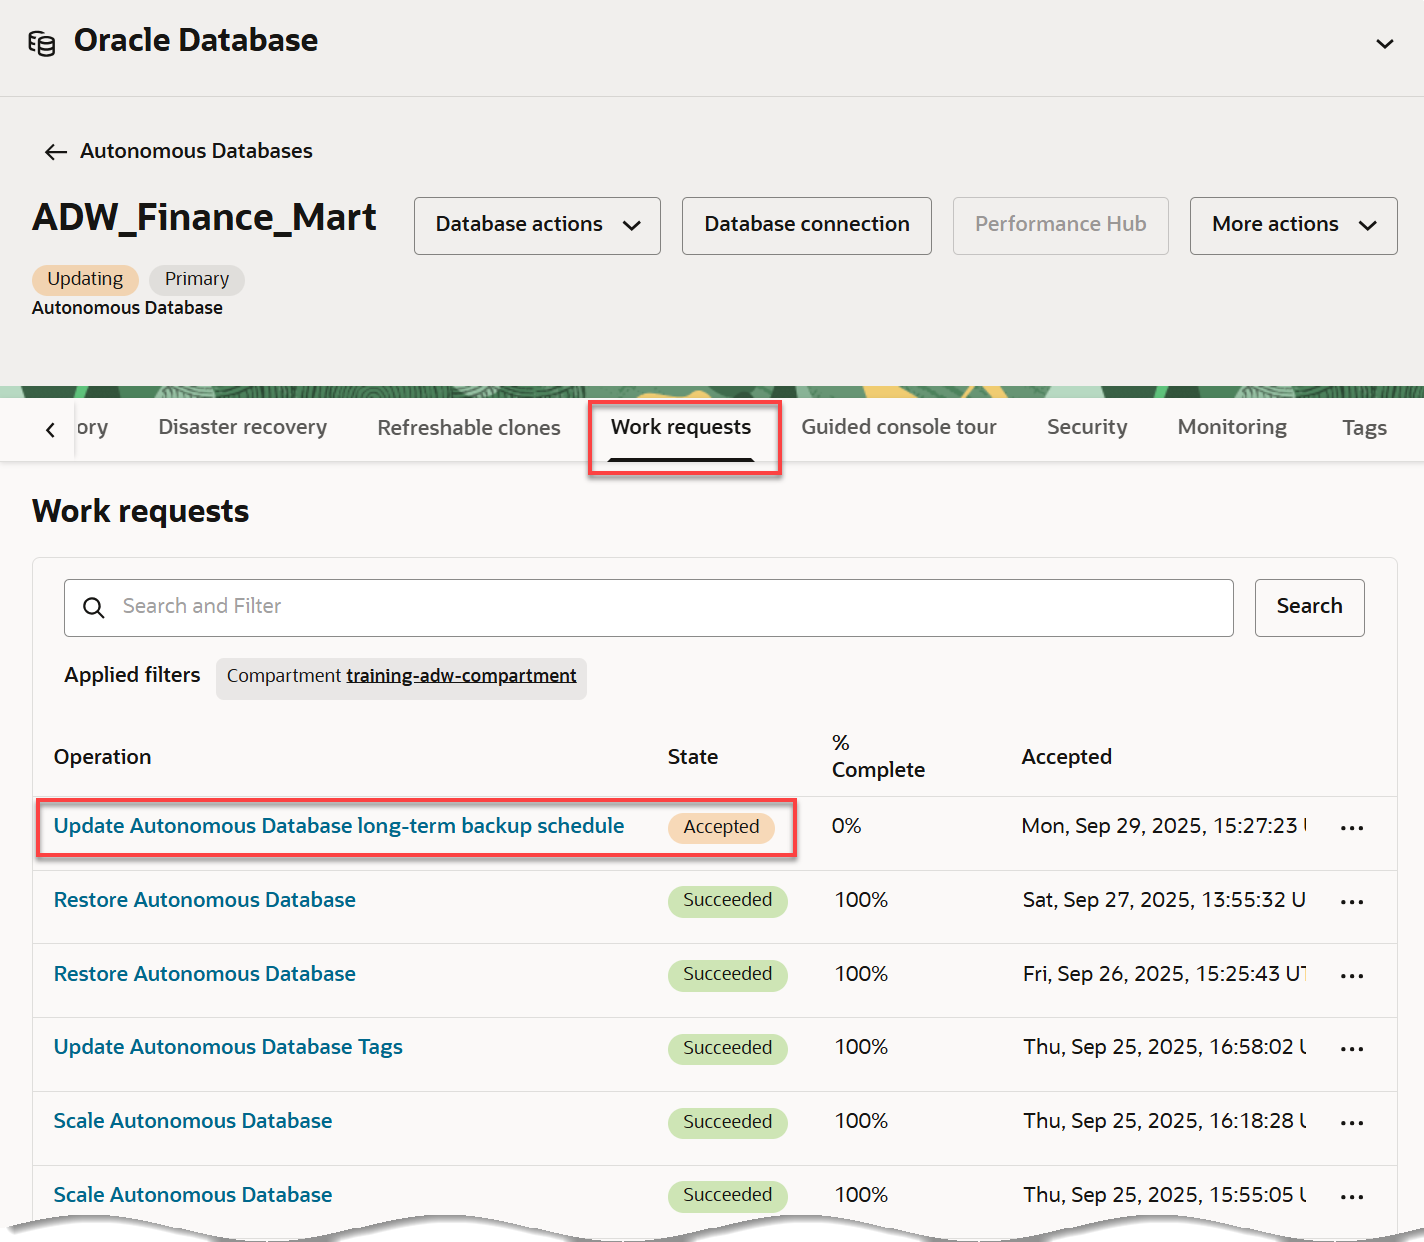 Oracle Database
Autonomous Databases
ADW_Finance_Mart
Database actions
Database connection
Performance Hub
More actions
Updating
Primary
Autonomous Database
ory
Disaster recovery
Refreshable clones
Work requests
Guided console tour
Security
Monitoring
Tags
Work requests
Search and Filter
Search
Applied filters
Compartment training-adw-compartment
Operation State % Complete Accepted
Update Autonomous Database long-term backup schedule Accepted 0% Mon, Sep 29, 2025, 15:27:23
Restore Autonomous Database Succeeded 100% Sat, Sep 27, 2025, 13:55:32 U
Restore Autonomous Database Succeeded 100% Fri, Sep 26, 2025, 15:25:43 UT
Update Autonomous Database Tags Succeeded 100% Thu, Sep 25, 2025, 16:58:02 U
Scale Autonomous Database Succeeded 100% Thu, Sep 25, 2025, 16:18:28 U
Scale Autonomous Database Succeeded 100% Thu, Sep 25, 2025, 15:55:05 U